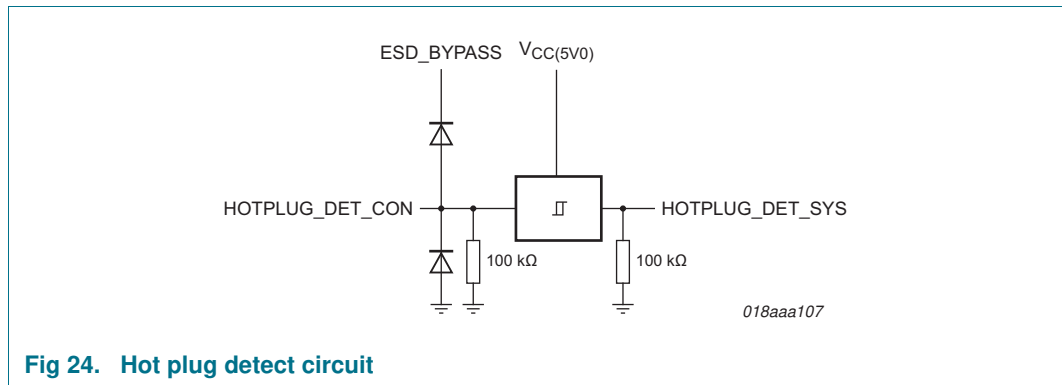 ESD_BYPASS VCC(5V0)
HOTPLUG_DET_CON HOTPLUG_DET_SYS
100 kΩ 100 kΩ
018aaa107
Fig 24. Hot plug detect circuit